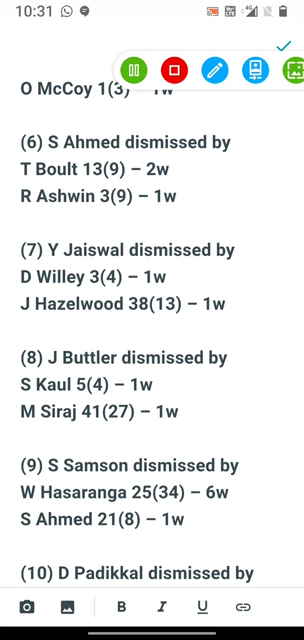 10:31
4G
O McCoy 1(3) – 1w
(6) S Ahmed dismissed by
T Boult 13(9) – 2w
R Ashwin 3(9) – 1w
(7) Y Jaiswal dismissed by
D Willey 3(4) – 1w
J Hazelwood 38(13) – 1w
(8) J Buttler dismissed by
S Kaul 5(4) – 1w
M Siraj 41(27) – 1w
(9) S Samson dismissed by
W Hasaranga 25(34) – 6w
S Ahmed 21(8) – 1w
(10) D Padikkal dismissed by
B I U